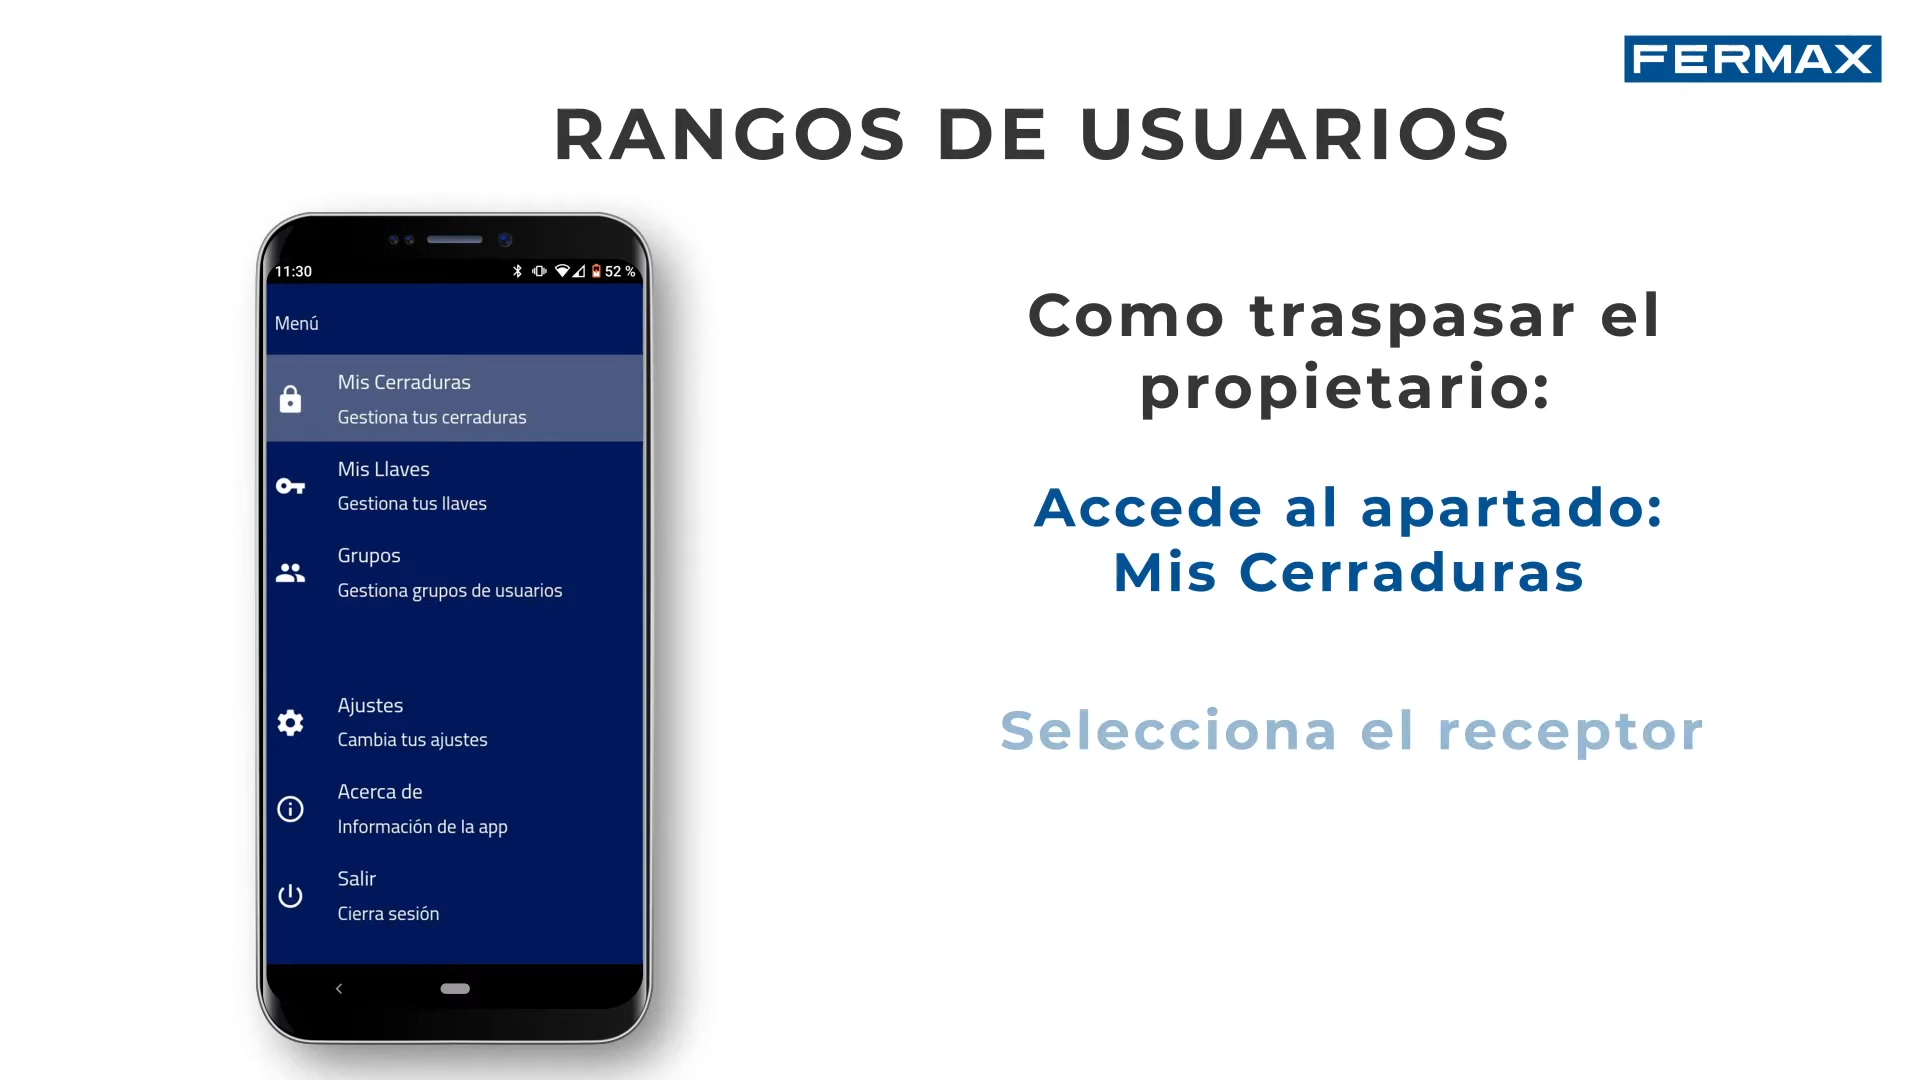 FERMAX
RANGOS DE USUARIOS
11:30
52 %
Menú
Mis Cerraduras
Gestiona tus cerraduras
Mis Llaves
Gestiona tus llaves
Grupos
Gestiona grupos de usuarios
Ajustes
Cambia tus ajustes
Acerca de
Información de la app
Salir
Cierra sesión
Como traspasar el
propietario:
Accede al apartado:
Mis Cerraduras
Selecciona el receptor